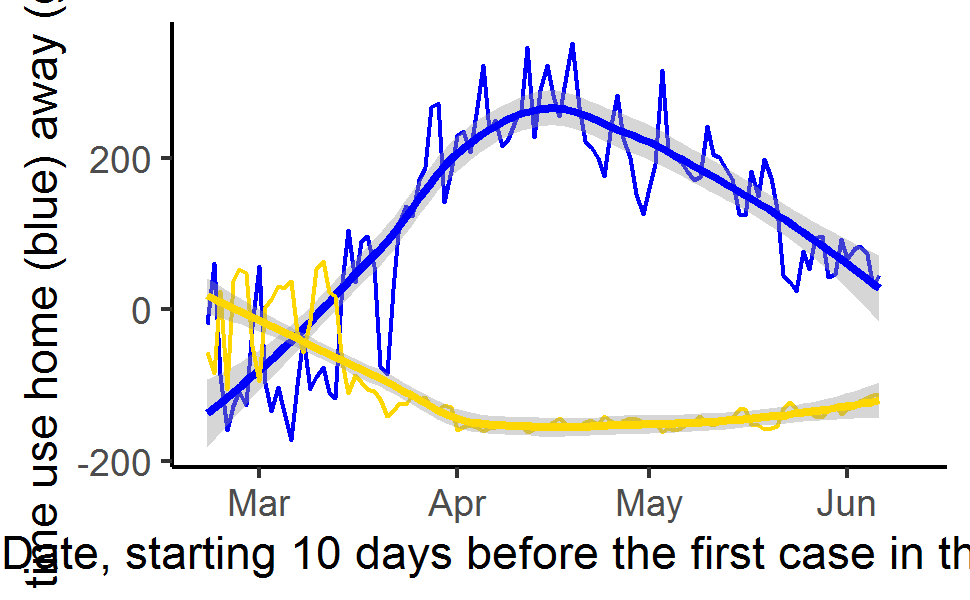 time use home (blue) away (
200
0
-200
Mar Apr May Jun
Date, starting 10 days before the first case in th